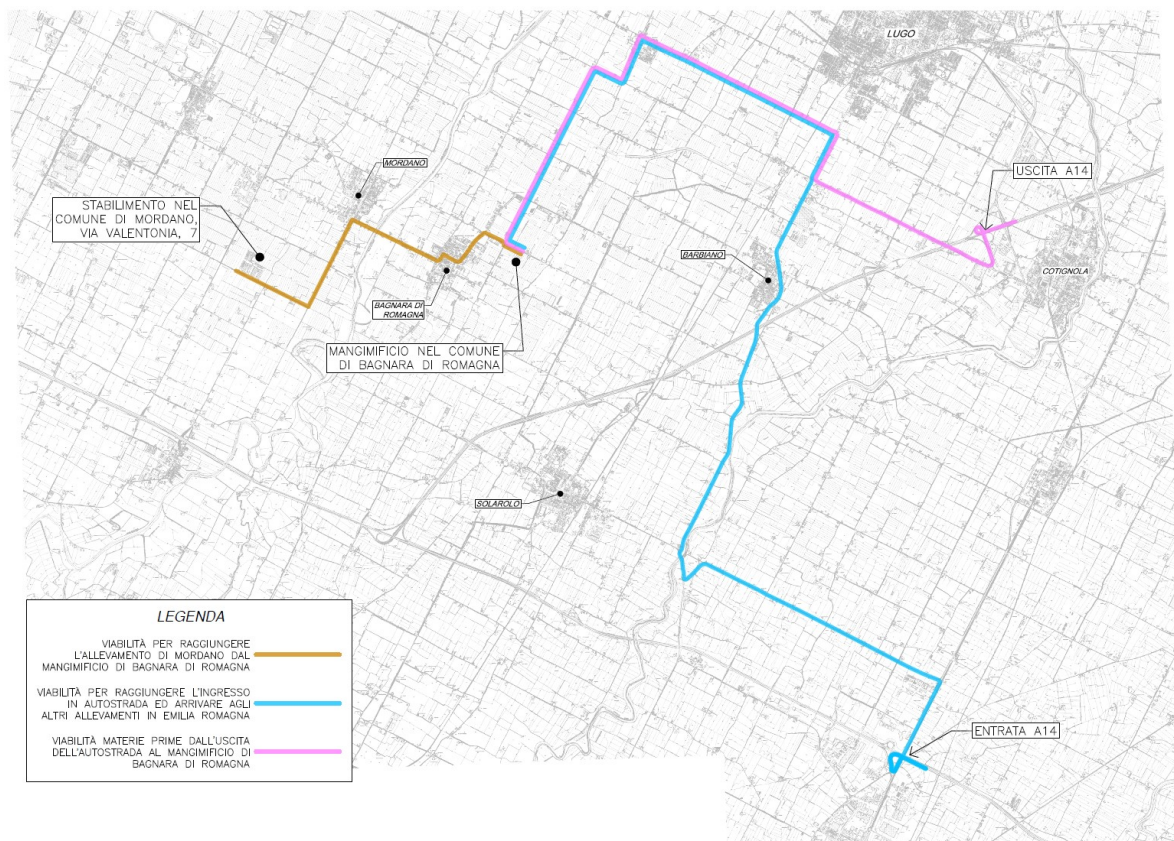 LUGO
MORDANO
USCITA A14
STABILIMENTO NEL
COMUNE DI MORDANO,
VIA VALENTONIA, 7
BARBIANO
COTIGNOLA
BAGNARA DI
ROMAGNA
MANGIMIFICIO NEL COMUNE
DI BAGNARA DI ROMAGNA
SOLAROLO
LEGENDA
VIABILITÀ PER RAGGIUNGERE
L'ALLEVAMENTO DI MORDANO DAL
MANGIMIFICIO DI BAGNARA DI ROMAGNA
VIABILITÀ PER RAGGIUNGERE L'INGRESSO
IN AUTOSTRADA ED ARRIVARE AGLI
ALTRI ALLEVAMENTI IN EMILIA ROMAGNA
VIABILITÀ MATERIE PRIME DALL'USCITA
DELL'AUTOSTRADA AL MANGIMIFICIO DI
BAGNARA DI ROMAGNA
ENTRATA A14